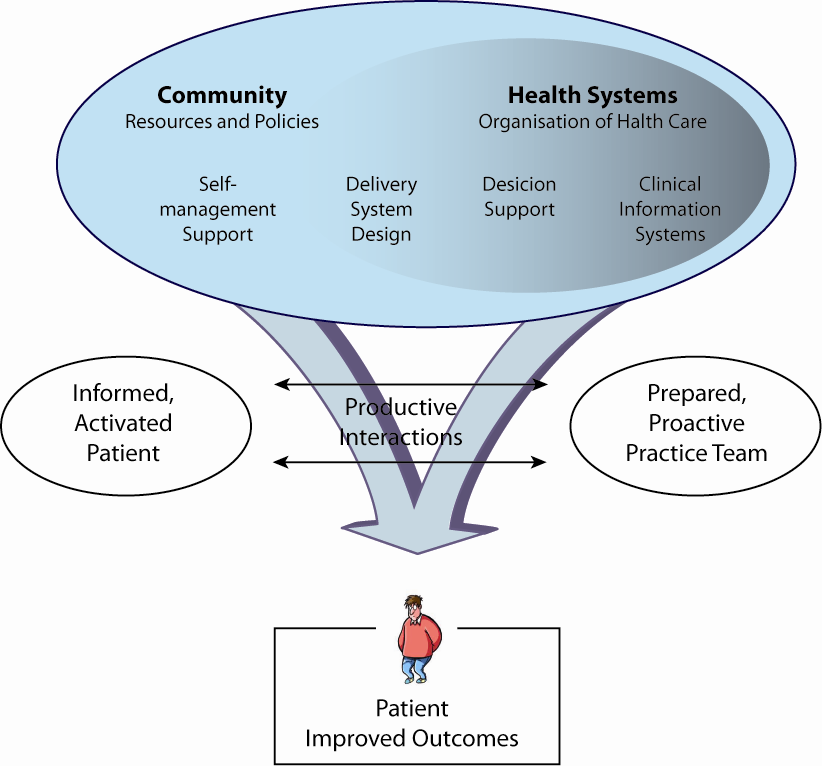 Community
Resources and Policies
Health Systems
Organisation of Halth Care
Self-
management
Support
Delivery
System
Design
Desicion
Support
Clinical
Information
Systems
Informed,
Activated
Patient
Productive
Interactions
Prepared,
Proactive
Practice Team
Patient
Improved Outcomes